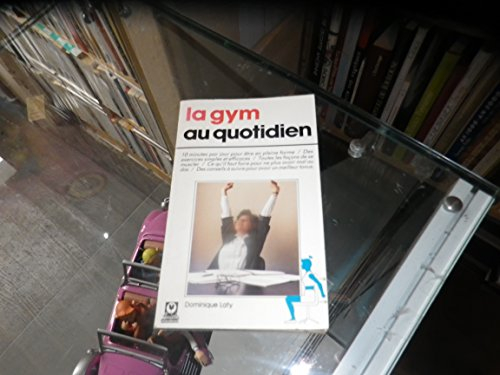 la gym
au quotidien
10 minutes par jour pour être en pleine forme / Des
exercices simples et efficaces / Toutes les façons de se
muscler / Ce qu'il faut faire pour ne plus avoir mal au
dos / Des conseils à suivre pour avoir un meilleur tonus.
Dominique Laty